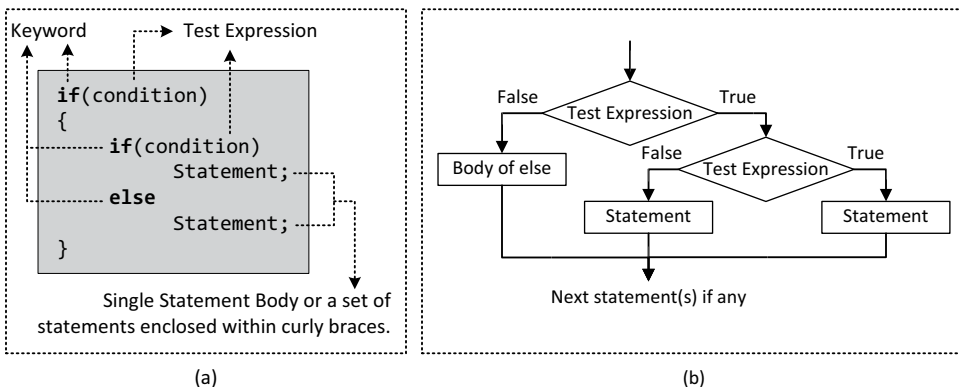 Keyword
Test Expression
if(condition)
{
if(condition)
Statement;
else
Statement;
}
Single Statement Body or a set of
statements enclosed within curly braces.
(a)
False
True
Test Expression
Body of else
False
True
Test Expression
Statement
Statement
Next statement(s) if any
(b)